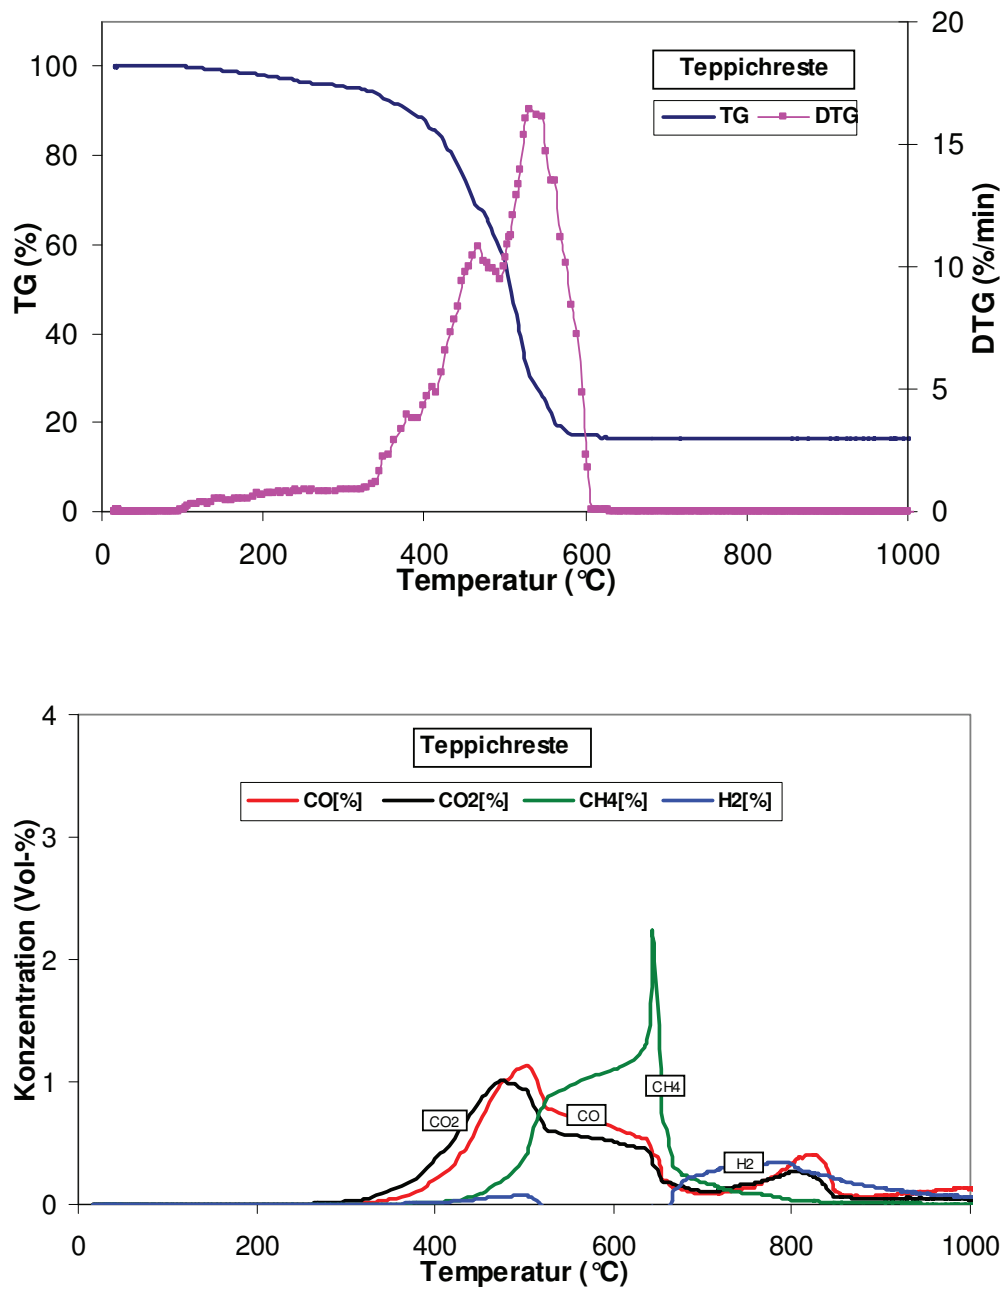 Teppichreste
TG DTG
TG (%)
100
80
60
40
20
0
20
15
10
5
0
DTG (%/min)
0 200 400 600 800 1000
Temperatur (°C)
Teppichreste
CO[%] CO2[%] CH4[%] H2[%]
Konzentration (Vol-%)
4
3
2
1
0
CO2
CO
CH4
H2
0 200 400 600 800 1000
Temperatur (°C)